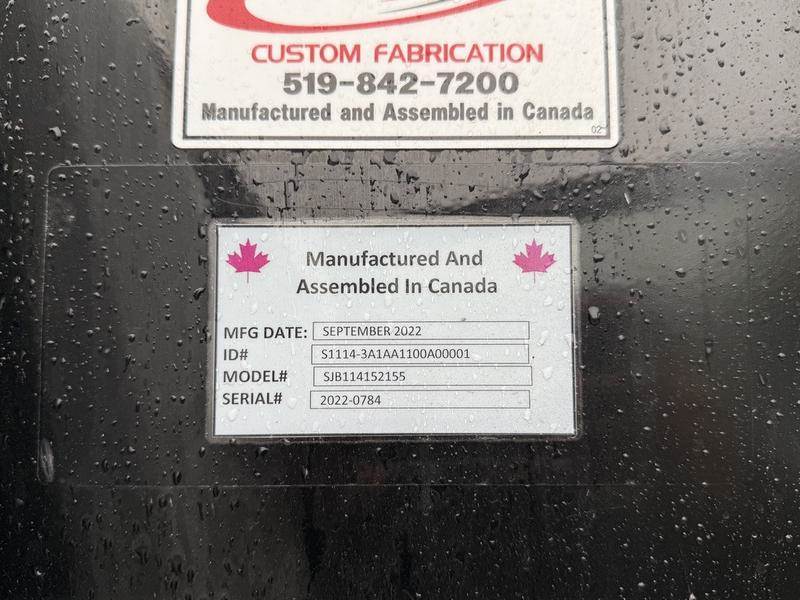 CUSTOM FABRICATION
519-842-7200
Manufactured and Assembled in Canada
02
Manufactured And
Assembled In Canada
MFG DATE: SEPTEMBER 2022
ID# S1114-3A1AA1100A00001
MODEL# SJB114152155
SERIAL# 2022-0784